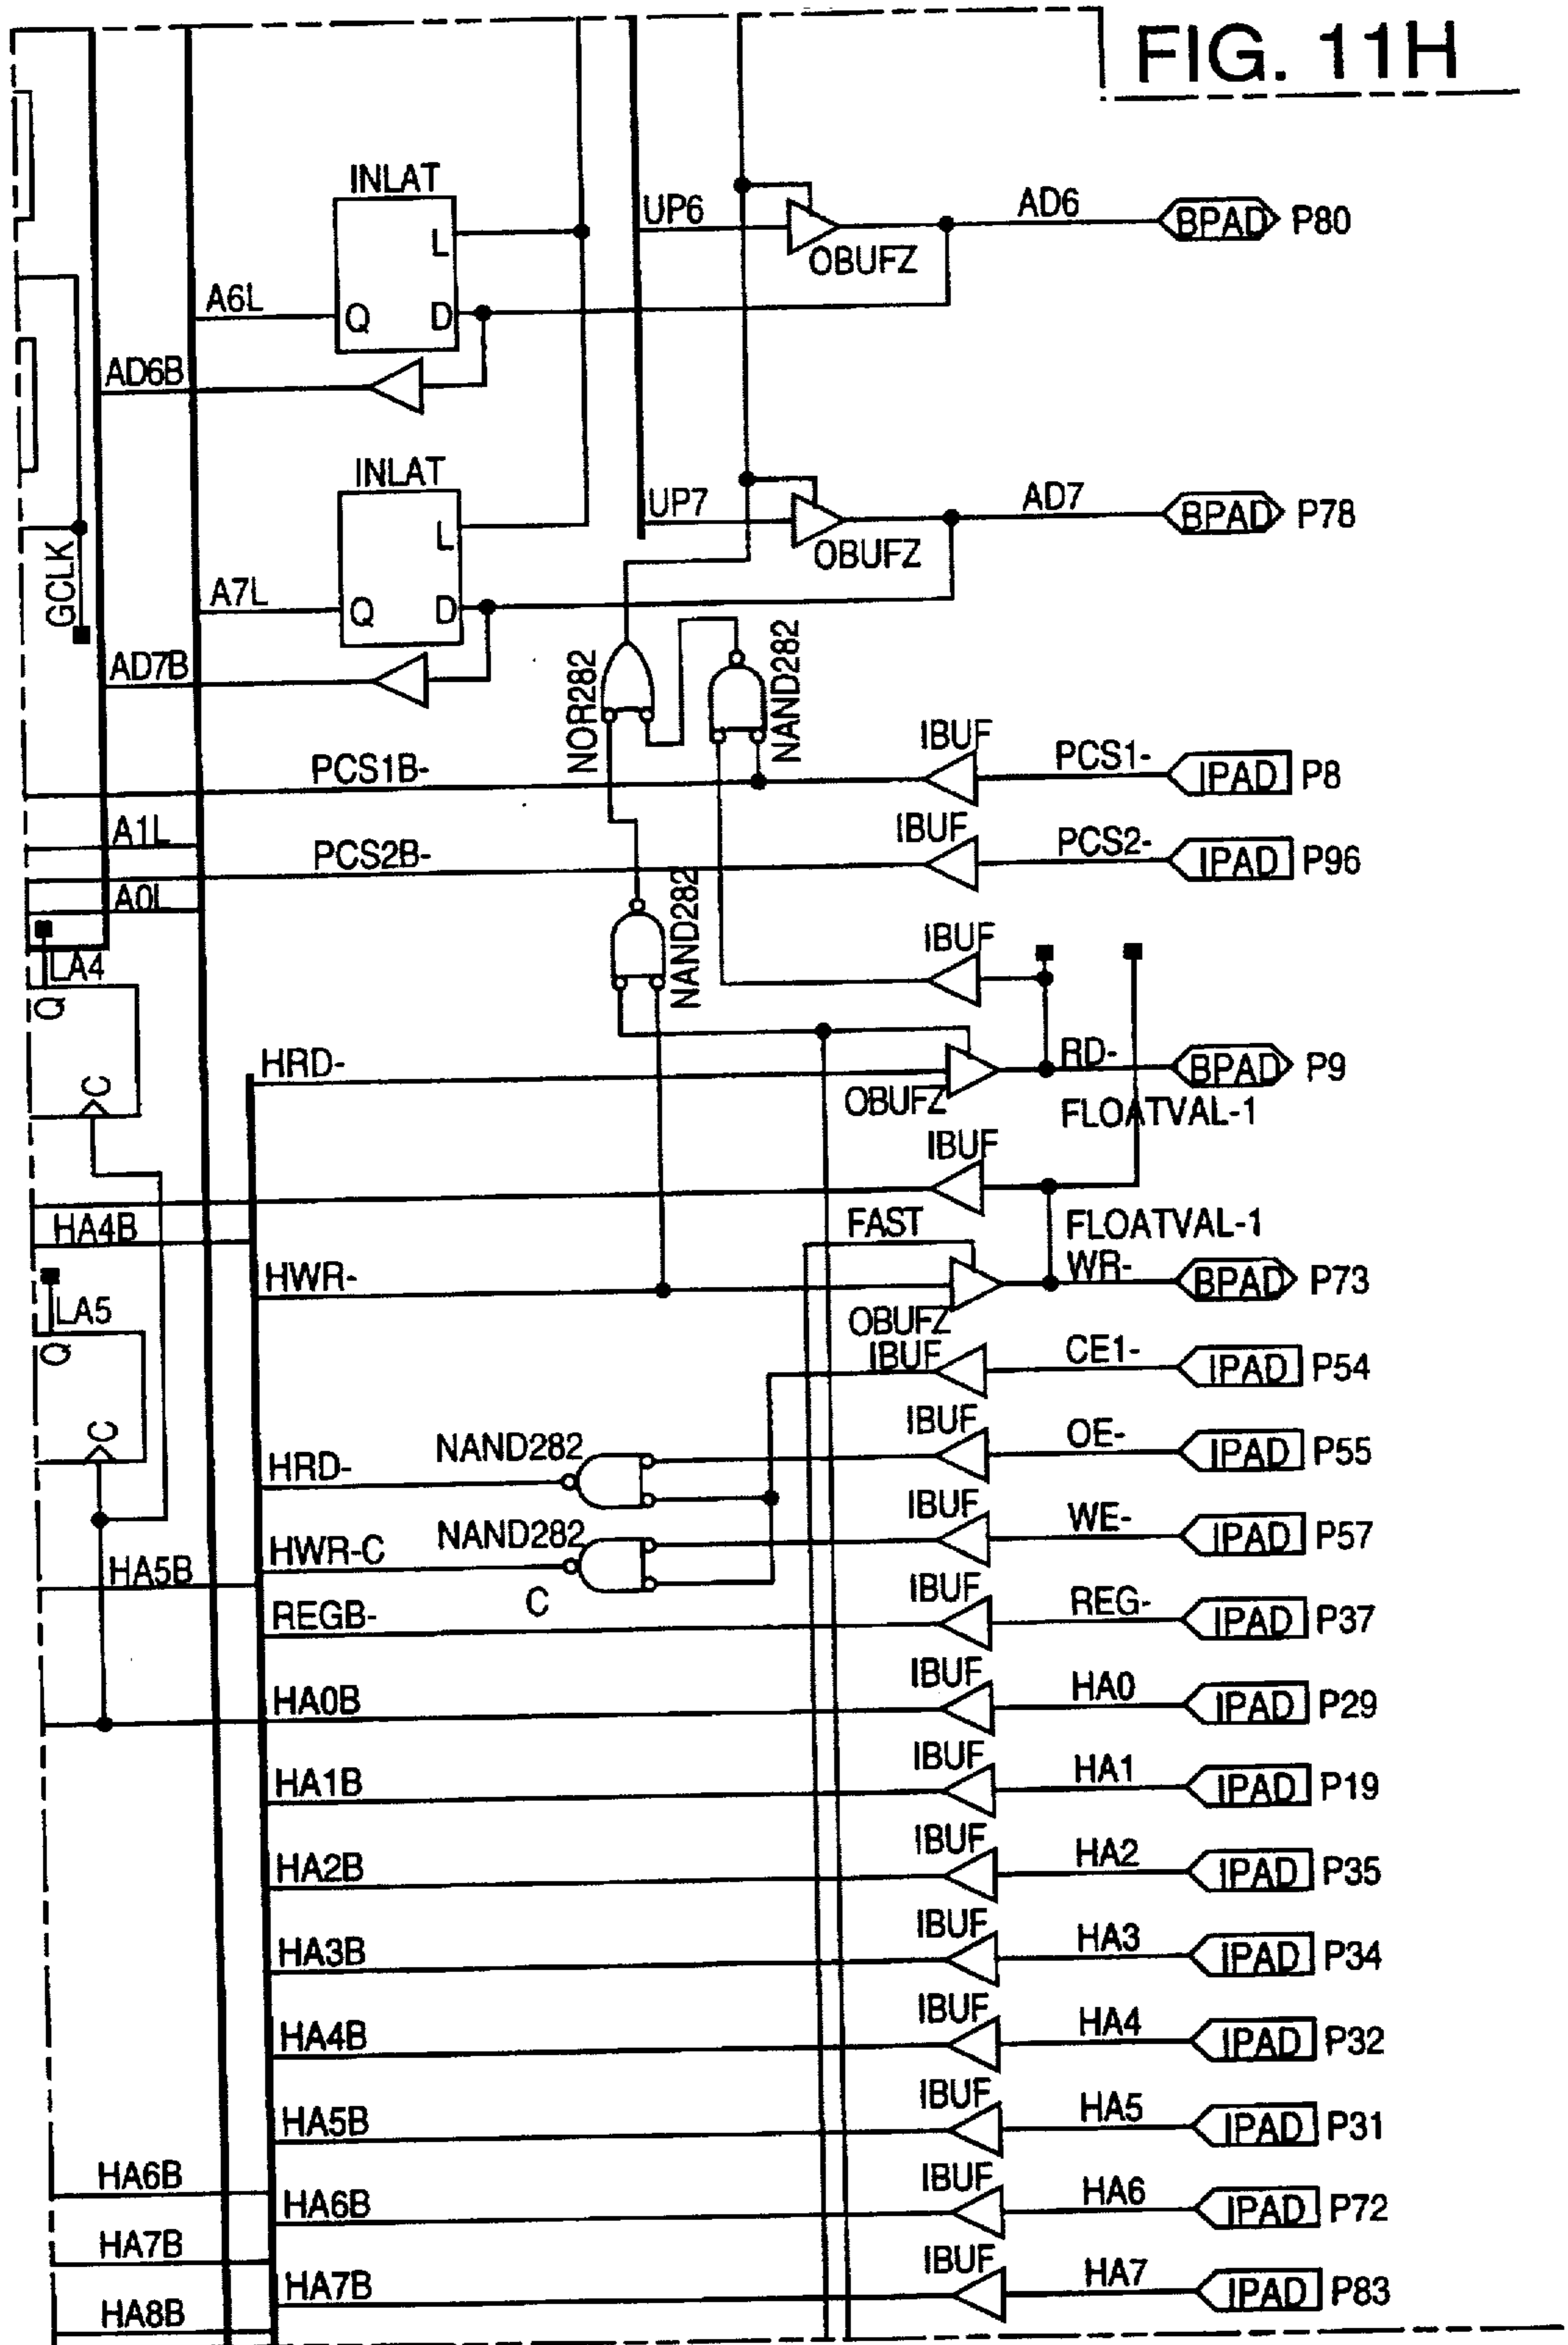 FIG. 11H
INLAT
L
Q D
A6L
AD6B
UP6
OBUFZ
AD6
BPAD P80
INLAT
L
Q D
A7L
AD7B
GCLK
UP7
OBUFZ
AD7
BPAD P78
NOR282
NAND282
PCS1B-
IBUF
PCS1-
IPAD P8
A1L
PCS2B-
IBUF
PCS2-
IPAD P96
A0L
NAND282
IBUF
LA4
Q
C
HRD-
OBUFZ
RD-
BPAD P9
FLOATVAL-1
IBUF
HA4B
FAST
FLOATVAL-1
HWR-
OBUFZ
WR-
BPAD P73
LA5
Q
C
IBUF
CE1-
IPAD P54
HRD-
NAND282
IBUF
OE-
IPAD P55
HWR-C
NAND282
C
IBUF
WE-
IPAD P57
HA5B
REGB-
IBUF
REG-
IPAD P37
HA0B
IBUF
HA0
IPAD P29
HA1B
IBUF
HA1
IPAD P19
HA2B
IBUF
HA2
IPAD P35
HA3B
IBUF
HA3
IPAD P34
HA4B
IBUF
HA4
IPAD P32
HA5B
IBUF
HA5
IPAD P31
HA6B
HA6B
IBUF
HA6
IPAD P72
HA7B
HA7B
IBUF
HA7
IPAD P83
HA8B